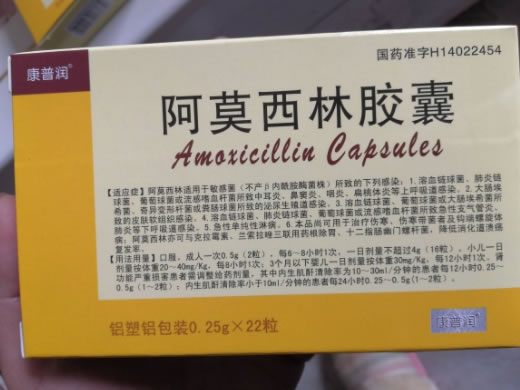 康普润®
国药准字H14022454
阿莫西林胶囊
Amoxicillin Capsules
【适应症】阿莫西林适用于敏感菌（不产β内酰胺酶菌株）所致的下列感染：1.溶血链球菌、肺炎链
球菌、葡萄球菌或流感嗜血杆菌所致中耳炎、鼻窦炎、咽炎、扁桃体炎等上呼吸道感染。2.大肠埃
希菌、奇异变形杆菌或粪肠球菌所致的泌尿生殖道感染。3.溶血链球菌、葡萄球菌或大肠埃希菌所
致的皮肤软组织感染。4.溶血链球菌、肺炎链球菌、葡萄球菌或流感嗜血杆菌所致急性支气管炎、
肺炎等下呼吸道感染。5.急性单纯性淋病。6.本品尚可用于治疗伤寒、伤寒带菌者及钩端螺旋体
病；阿莫西林亦可与克拉霉素、兰索拉唑三联用药根除胃、十二指肠幽门螺杆菌，降低消化道溃疡
复发率。
【用法用量】口服。成人一次0.5g（2粒），每6~8小时1次，一日剂量不超过4g（16粒）。小儿一日
剂量按体重20~40mg/Kg，每8小时1次；3个月以下婴儿一日剂量按体重30mg/kg，每12小时1次。肾
功能严重损害患者需调整给药剂量，其中内生肌酐清除率为10~30ml/分钟的患者每12小时0.25~
0.5g（1~2粒）；内生肌酐清除率小于10ml/分钟的患者每24小时0.25~0.5g（1~2粒）。
铝塑铝包装0.25g×22粒
康普润